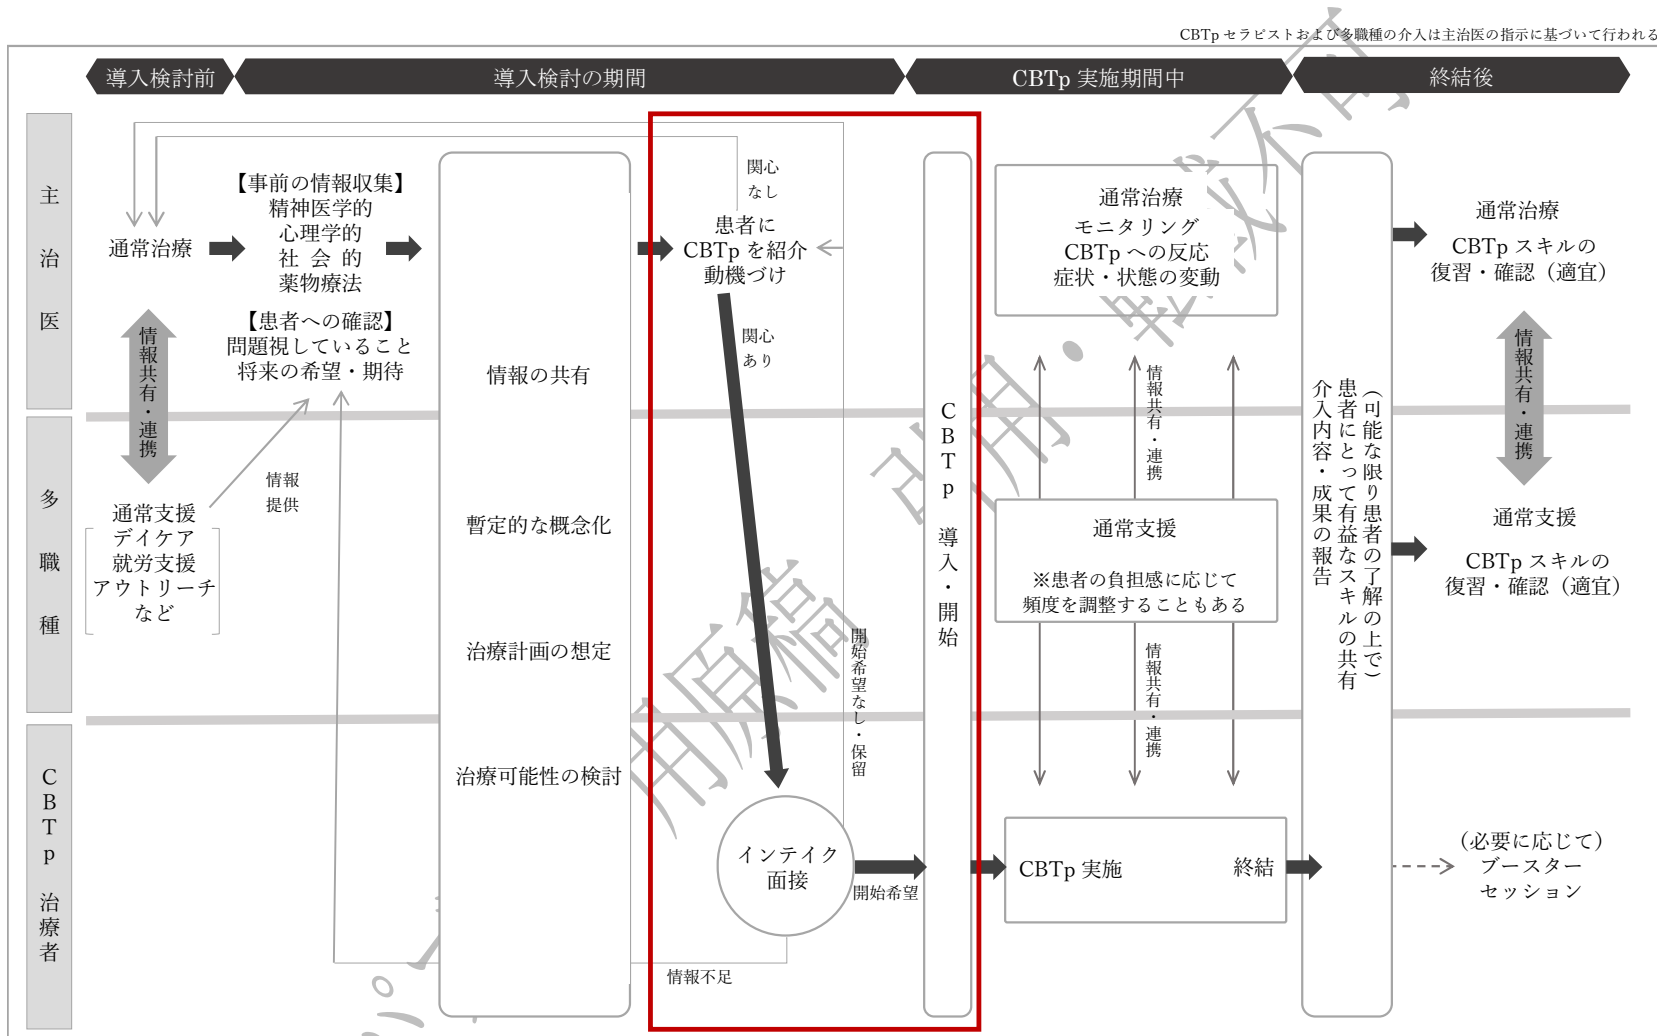 CBTp セラピストおよび多職種の介入は主治医の指示に基づいて行われる
導入検討前
導入検討の期間
CBTp 実施期間中
終結後
主治医
通常治療
【事前の情報収集】
精神医学的
心理学的
社 会 的
薬物療法
【患者への確認】
問題視していること
将来の希望・期待
情報共有・連携
関心
なし
患者に
CBTp を紹介
動機づけ
関心
あり
通常治療
モニタリング
CBTp への反応
症状・状態の変動
通常治療
CBTp スキルの
復習・確認（適宜）
情報の共有
暫定的な概念化
治療計画の想定
治療可能性の検討
CBTp 導入・開始
情報共有・連携
（可能な限り患者の了解の上で）
患者にとって有益なスキルの共有
介入内容・成果の報告
情報共有・連携
多職種
通常支援
デイケア
就労支援
アウトリーチ
など
情報
提供
通常支援
※患者の負担感に応じて
頻度を調整することもある
通常支援
CBTp スキルの
復習・確認（適宜）
開始希望なし・保留
情報共有・連携
CBTp 治療者
インテイク
面接
開始希望
情報不足
CBTp 実施
終結
（必要に応じて）
ブースター
セッション
用原稿
引用・転載不可